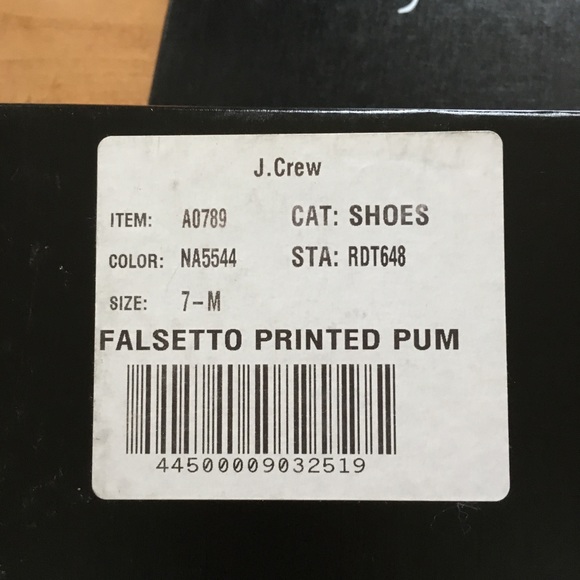 J.Crew
ITEM: A0789 CAT: SHOES
COLOR: NA5544 STA: RDT648
SIZE: 7-M
FALSETTO PRINTED PUM
44500009032519